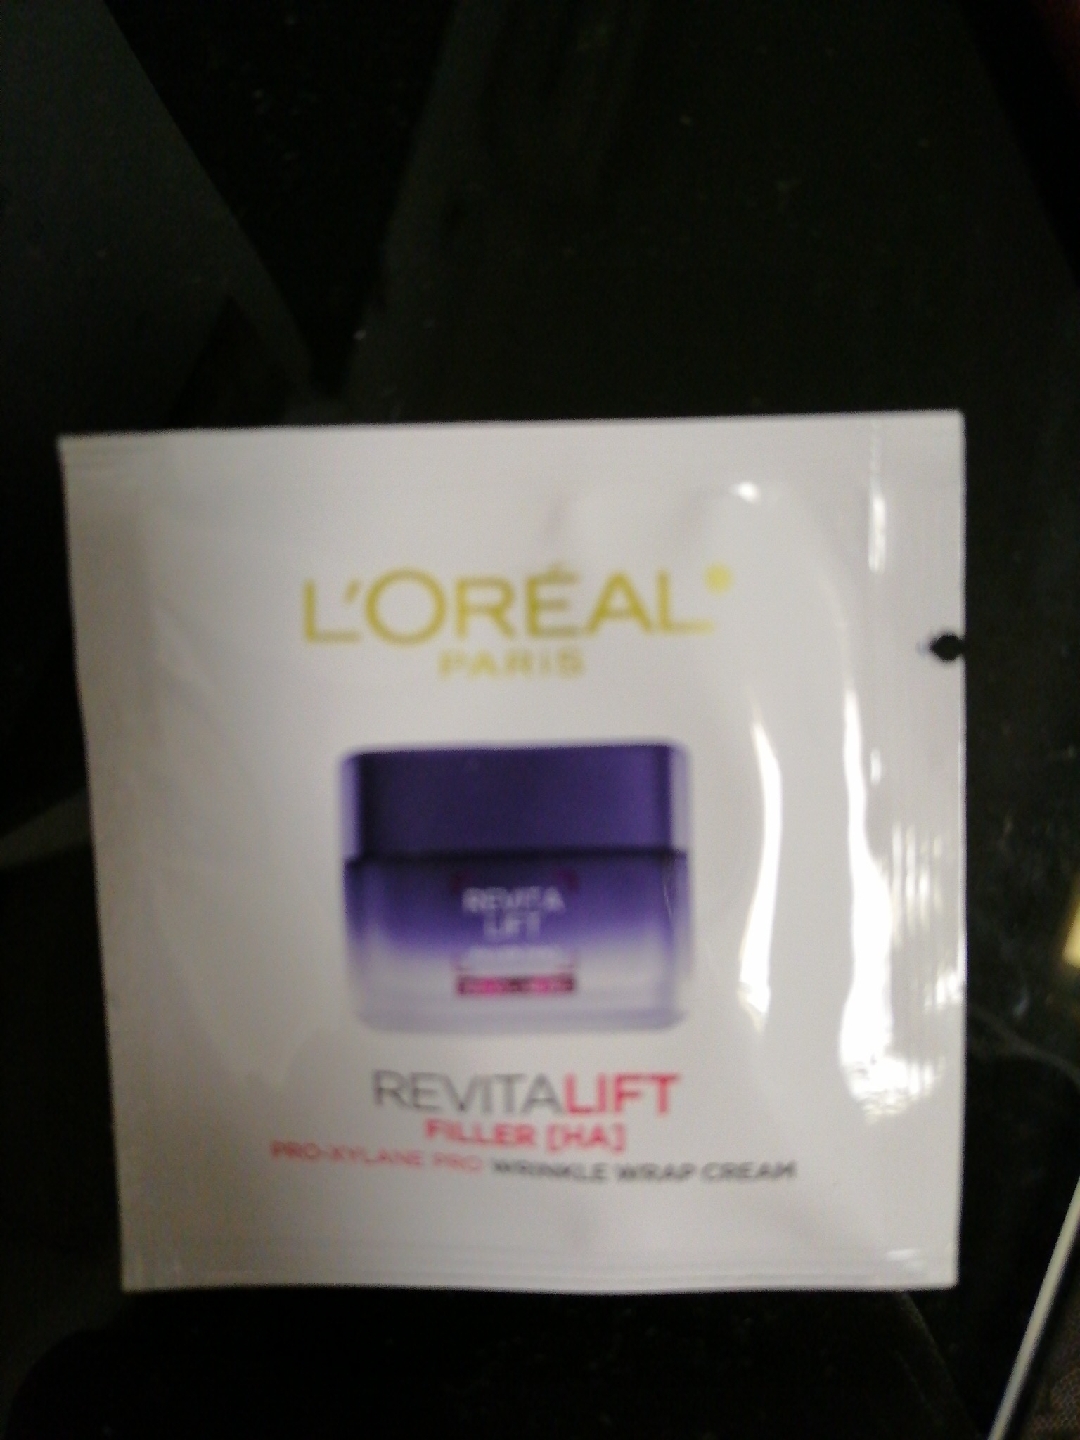 L'ORÉAL
PARIS
REVITA
LIFT
REVITALIFT
FILLER [HA]
PRO-XYLANE PRO WRINKLE WRAP CREAM